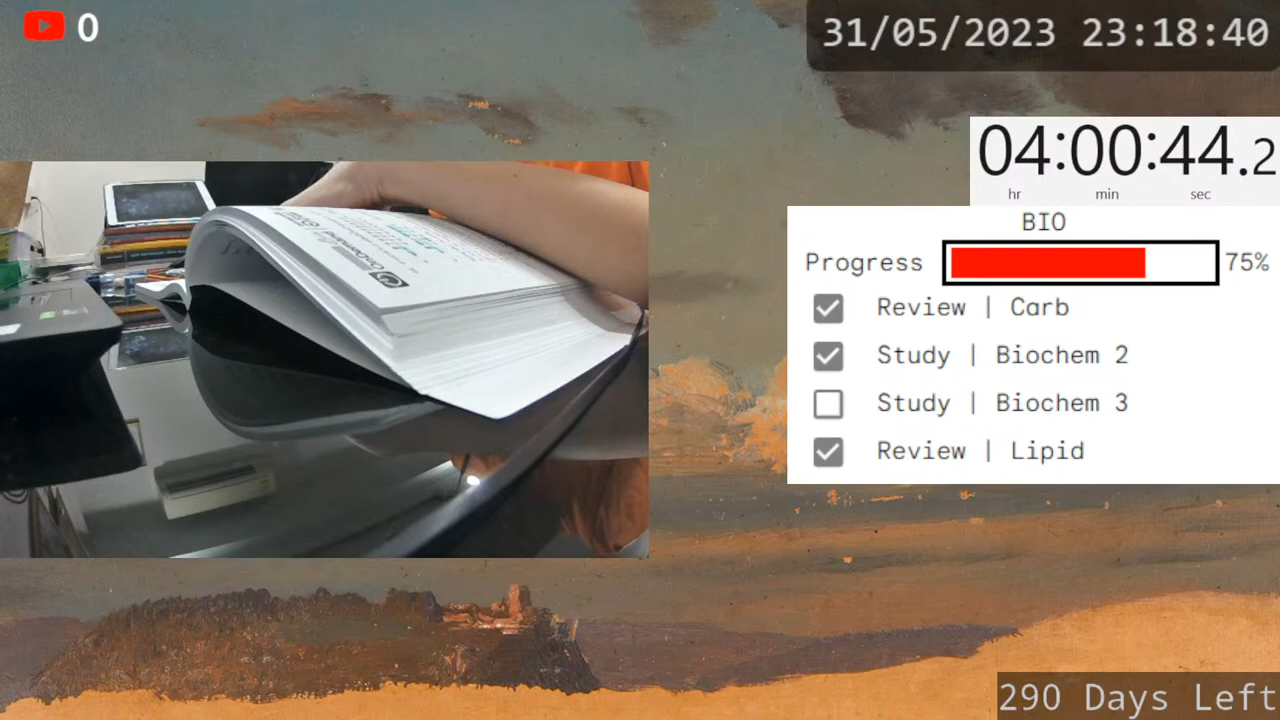 0
31/05/2023 23:18:40
04:00:44.2
hr min sec
BIO
Progress 75%
Review | Carb
Study | Biochem 2
Study | Biochem 3
Review | Lipid
OnDemand
290 Days Left